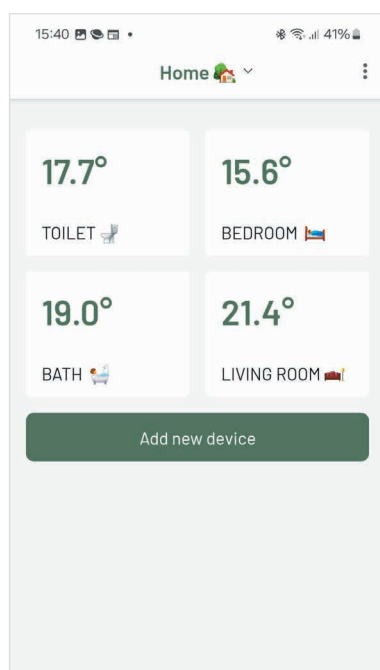 15:40 41%
Home
17.7° 15.6°
TOILET BEDROOM
19.0° 21.4°
BATH LIVING ROOM
Add new device